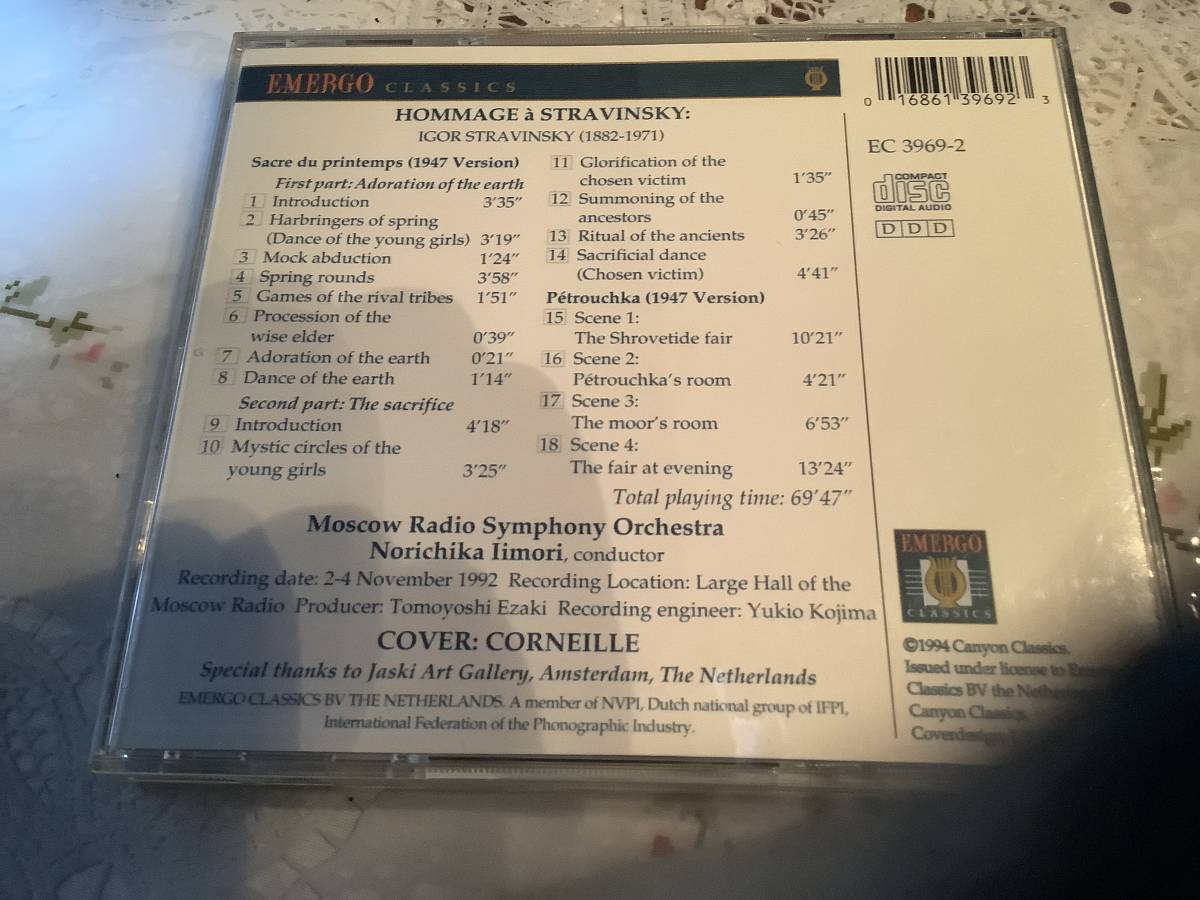 EMERGO CLASSICS
HOMMAGE à STRAVINSKY:
IGOR STRAVINSKY (1882-1971)
Sacre du printemps (1947 Version)
First part: Adoration of the earth
1 Introduction 3'35"
2 Harbringers of spring
(Dance of the young girls) 3'19"
3 Mock abduction 1'24"
4 Spring rounds 3'58"
5 Games of the rival tribes 1'51"
6 Procession of the
wise elder 0'39"
7 Adoration of the earth 0'21"
8 Dance of the earth 1'14"
Second part: The sacrifice
9 Introduction 4'18"
10 Mystic circles of the
young girls 3'25"
11 Glorification of the
chosen victim 1'35"
12 Summoning of the
ancestors 0'45"
13 Ritual of the ancients 3'26"
14 Sacrificial dance
(Chosen victim) 4'41"
Pétrouchka (1947 Version)
15 Scene 1:
The Shrovetide fair 10'21"
16 Scene 2:
Pétrouchka's room 4'21"
17 Scene 3:
The moor's room 6'53"
18 Scene 4:
The fair at evening 13'24"
Total playing time: 69'47"
Moscow Radio Symphony Orchestra
Norichika Iimori, conductor
Recording date: 2-4 November 1992 Recording Location: Large Hall of the
Moscow Radio Producer: Tomoyoshi Ezaki Recording engineer: Yukio Kojima
COVER: CORNEILLE
Special thanks to Jaski Art Gallery, Amsterdam, The Netherlands
EMERGO CLASSICS BV THE NETHERLANDS. A member of NVPI, Dutch national group of IFPI,
International Federation of the Phonographic Industry.
0 16861 39692 3
EC 3969-2
COMPACT
disc
DIGITAL AUDIO
D D D
EMERGO
CLASSICS
©1994 Canyon Classics.
Issued under license to
Classics BV the
Canyon Classics.